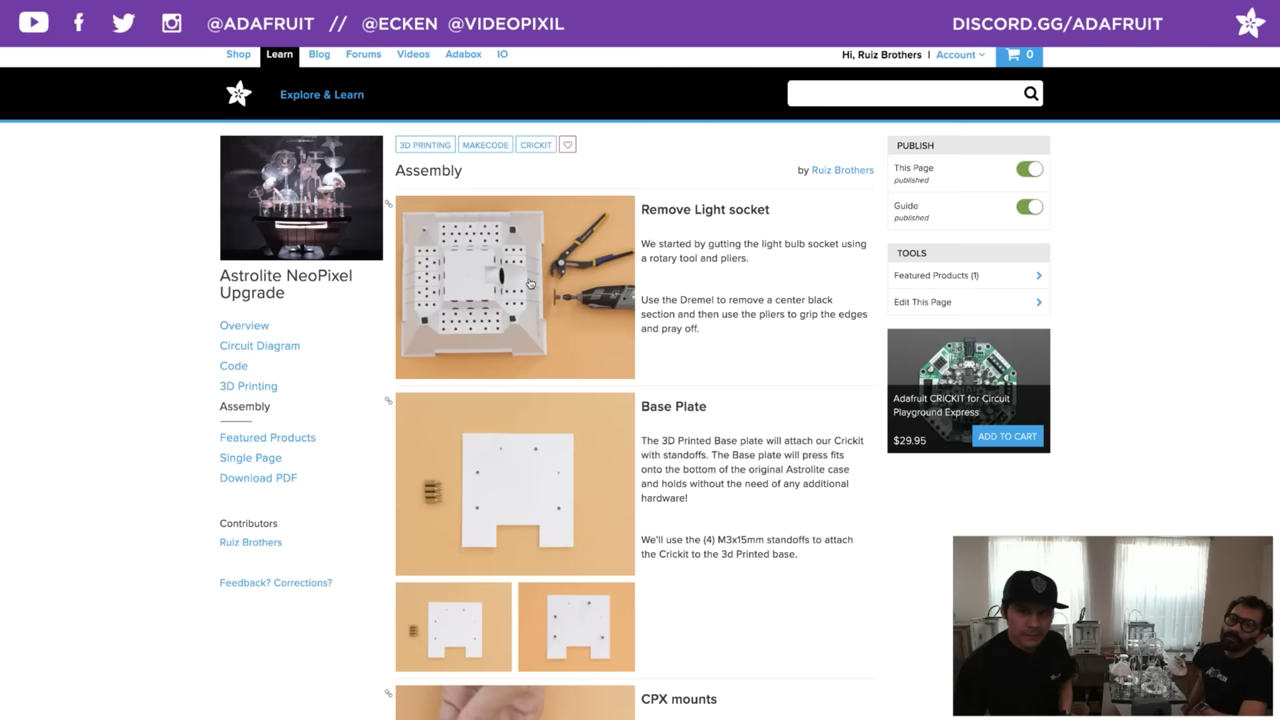 @ADAFRUIT // @ECKEN @VIDEOPIXIL
DISCORD.GG/ADAFRUIT
Shop Learn Blog Forums Videos Adabox IO
Hi, Ruiz Brothers | Account 0
Explore & Learn
3D PRINTING MAKECODE CRICKIT
Assembly
by Ruiz Brothers
Astrolite NeoPixel
Upgrade
Overview
Circuit Diagram
Code
3D Printing
Assembly
Featured Products
Single Page
Download PDF
Contributors
Ruiz Brothers
Feedback? Corrections?
Remove Light socket
We started by gutting the light bulb socket using
a rotary tool and pliers.
Use the Dremel to remove a center black
section and then use the pliers to grip the edges
and pray off.
Base Plate
The 3D Printed Base plate will attach our Crickit
with standoffs. The Base plate will press fits
onto the bottom of the original Astrolite case
and holds without the need of any additional
hardware!
We'll use the (4) M3x15mm standoffs to attach
the Crickit to the 3d Printed base.
CPX mounts
PUBLISH
This Page
published
Guide
published
TOOLS
Featured Products (1)
Edit This Page
Adafruit CRICKIT for Circuit
Playground Express
$29.95
ADD TO CART